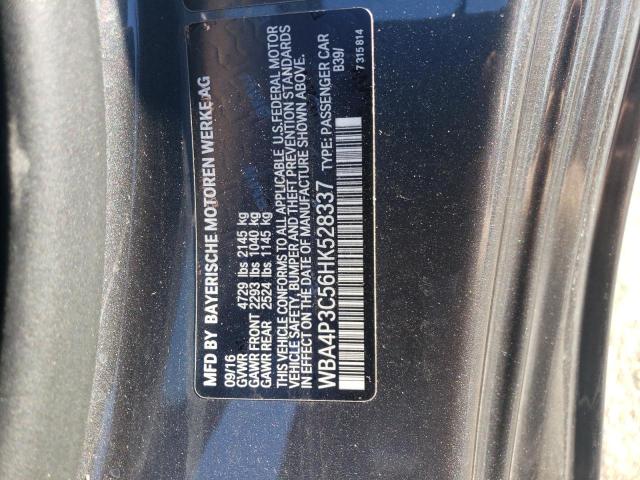 MFD BY BAYERISCHE MOTOREN WERKE AG
09/16
GVWR 4729 lbs 2145 kg
GAWR FRONT 2293 lbs 1040 kg
GAWR REAR 2524 lbs. 1145 kg
THIS VEHICLE CONFORMS TO ALL APPLICABLE U.S.FEDERAL MOTOR
VEHICLE SAFETY, BUMPER AND THEFT PREVENTION STANDARDS
IN EFFECT ON THE DATE OF MANUFACTURE SHOWN ABOVE.
WBA4P3C56HK528337 TYPE: PASSENGER CAR
B39/
7315814